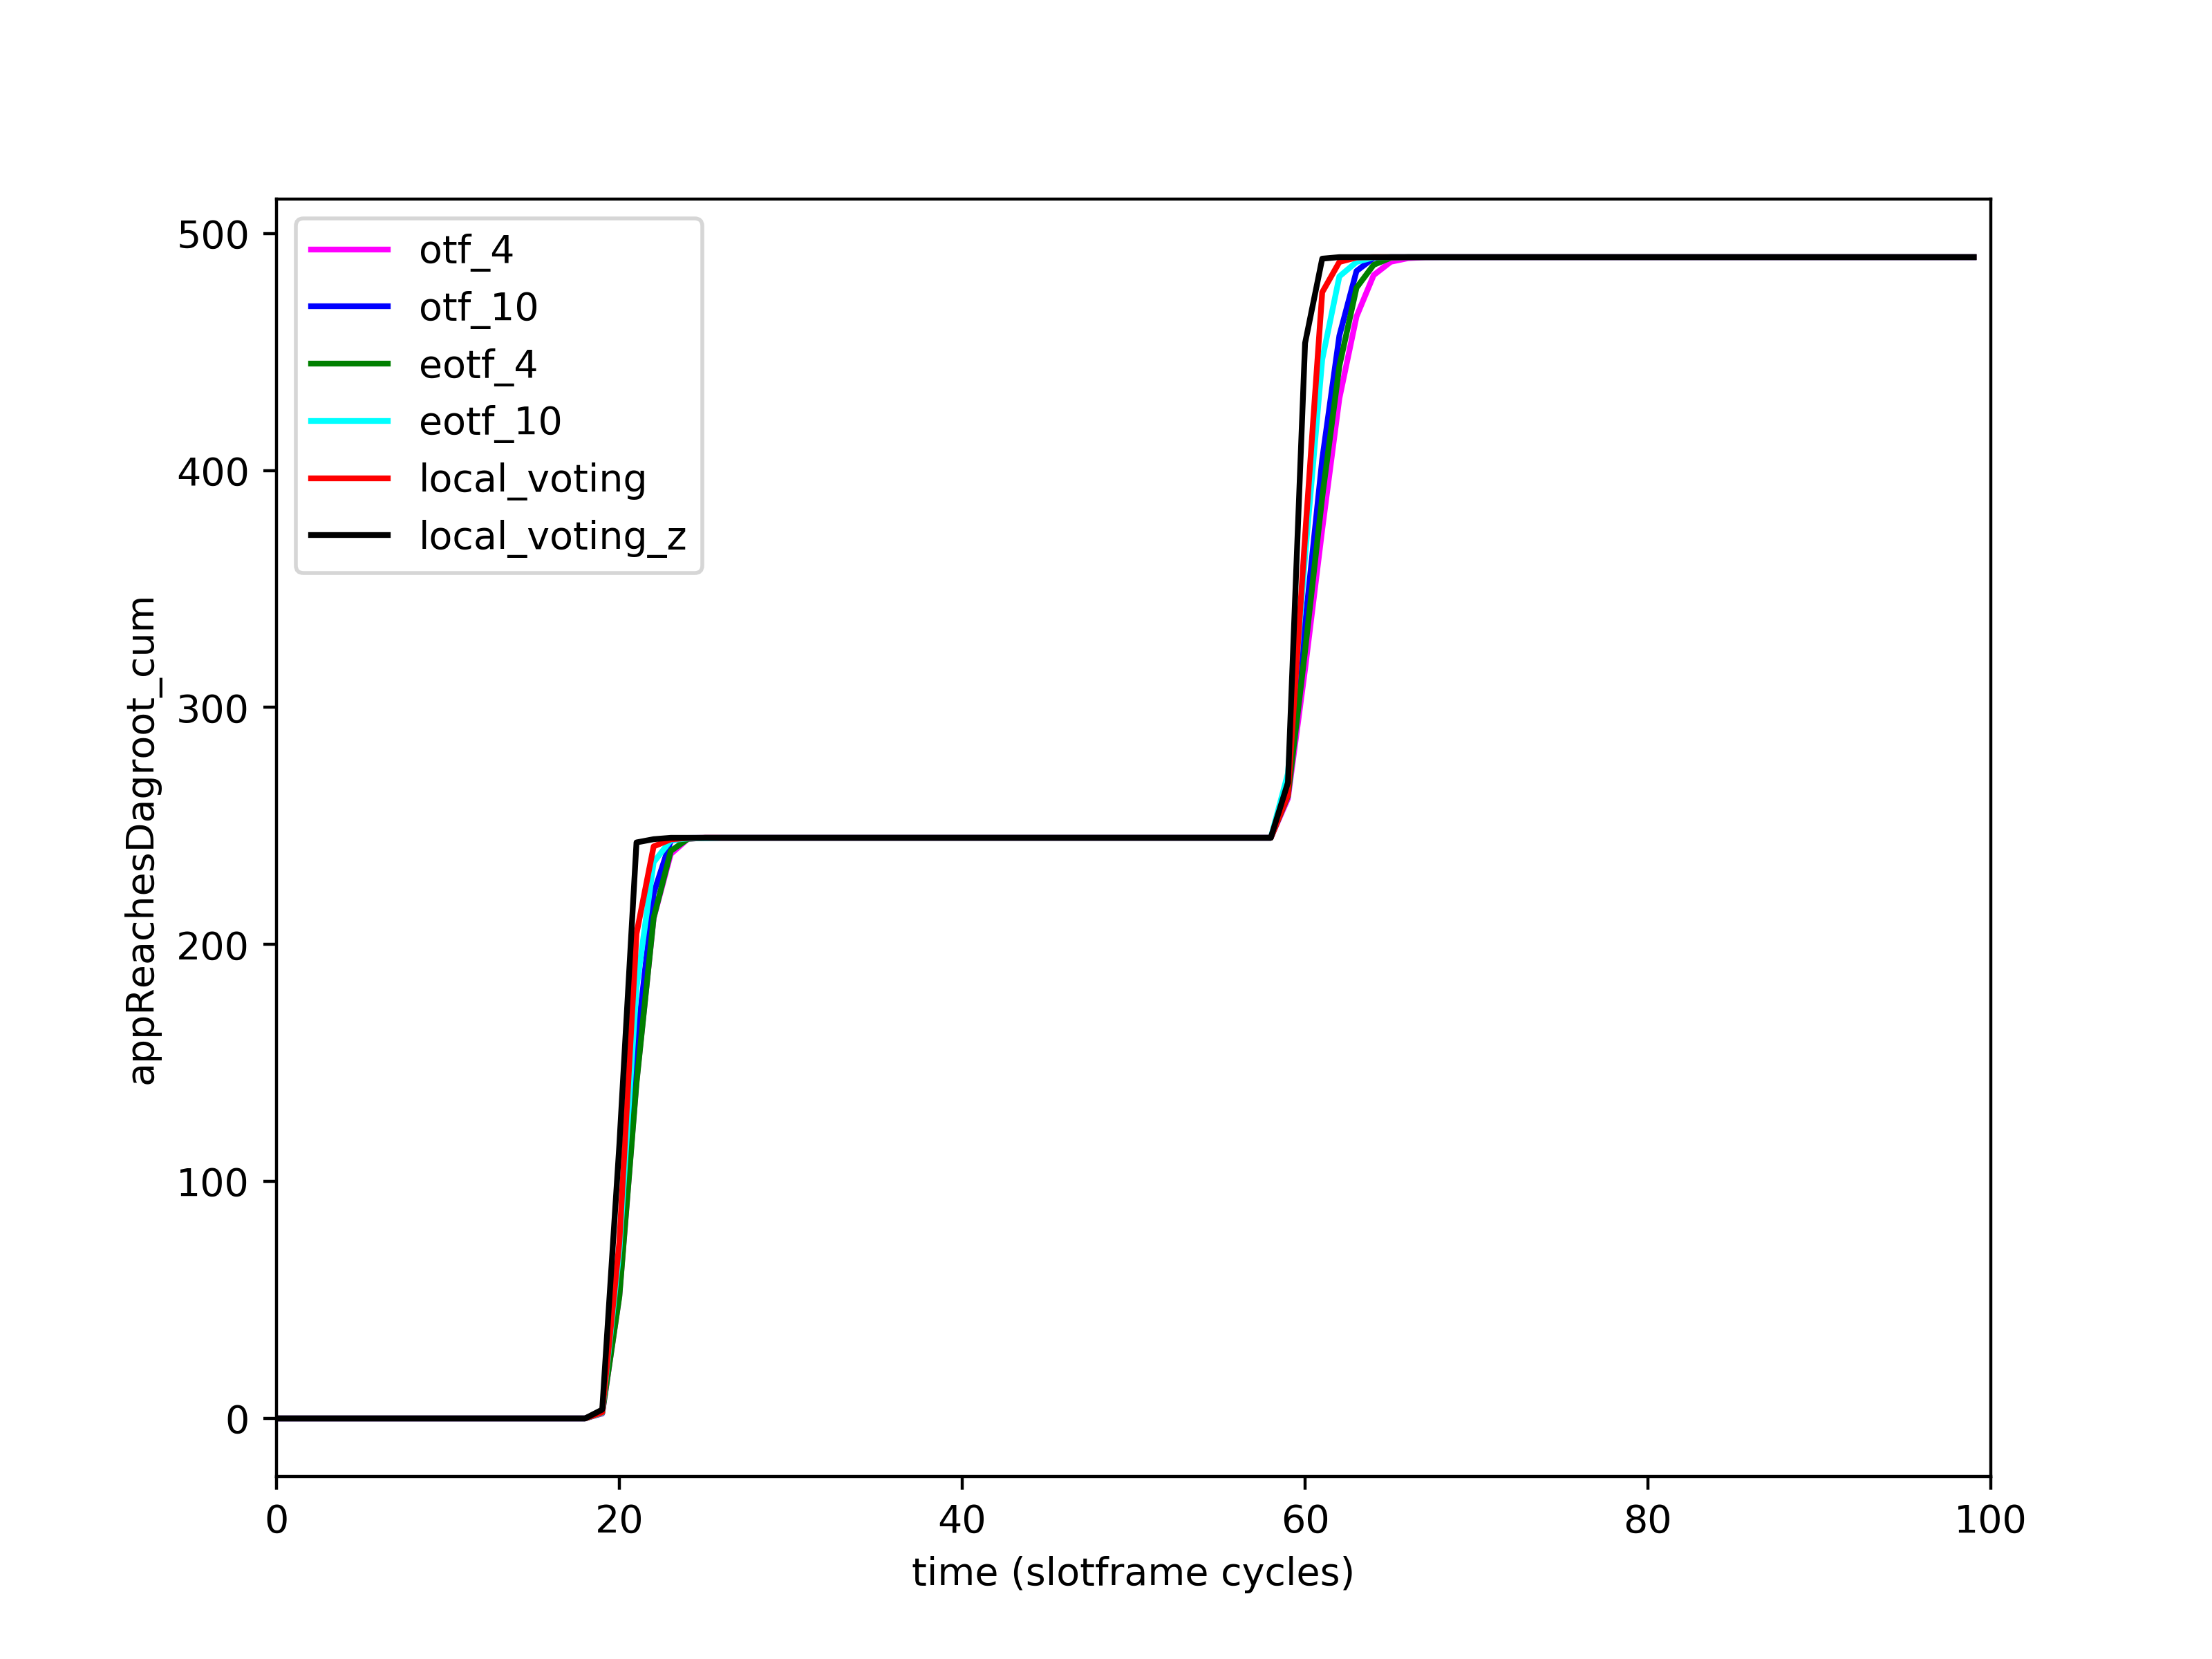 otf_4
otf_10
eotf_4
eotf_10
local_voting
local_voting_z
appReachesDagroot_cum
500
400
300
200
100
0
0 20 40 60 80 100
time (slotframe cycles)